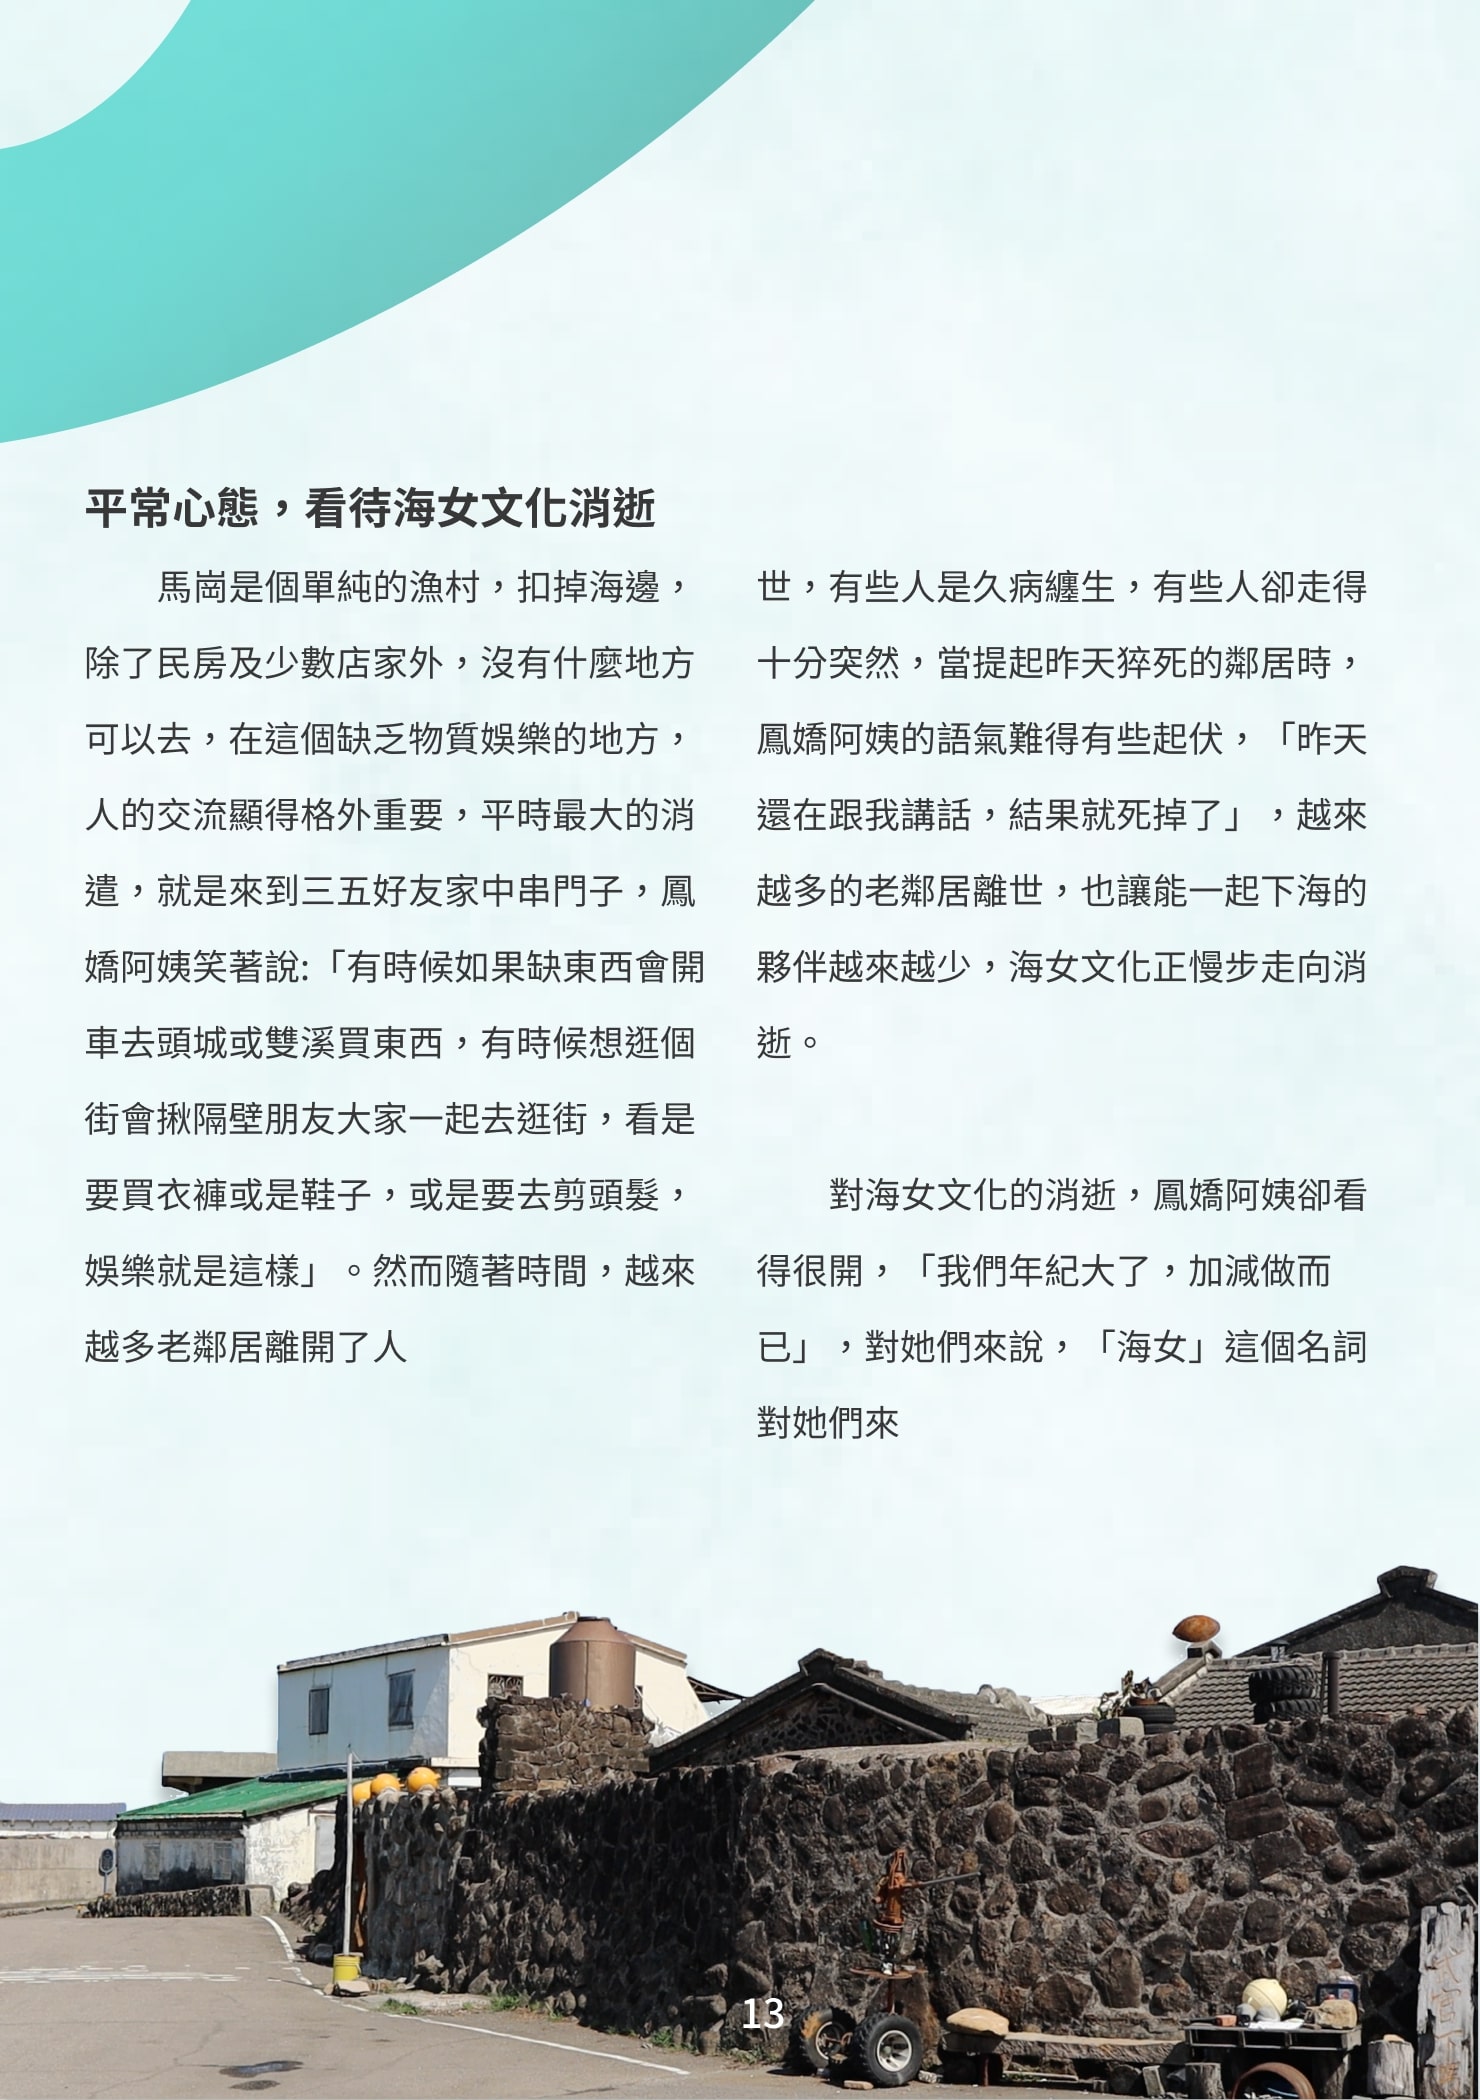 平常心態，看待海女文化消逝
馬崗是個單純的漁村，扣掉海邊，
除了民房及少數店家外，沒有什麼地方
可以去，在這個缺乏物質娛樂的地方，
人的交流顯得格外重要，平時最大的消
遣，就是來到三五好友家中串門子，鳳
嬌阿姨笑著說:「有時候如果缺東西會開
車去頭城或雙溪買東西，有時候想逛個
街會揪隔壁朋友大家一起去逛街，看是
要買衣褲或是鞋子，或是要去剪頭髮，
娛樂就是這樣」。然而隨著時間，越來
越多老鄰居離開了人
世，有些人是久病纏生，有些人卻走得
十分突然，當提起昨天猝死的鄰居時，
鳳嬌阿姨的語氣難得有些起伏，「昨天
還在跟我講話，結果就死掉了」，越來
越多的老鄰居離世，也讓能一起下海的
夥伴越來越少，海女文化正慢步走向消
逝。
對海女文化的消逝，鳳嬌阿姨卻看
得很開，「我們年紀大了，加減做而
已」，對她們來說，「海女」這個名詞
對她們來
13